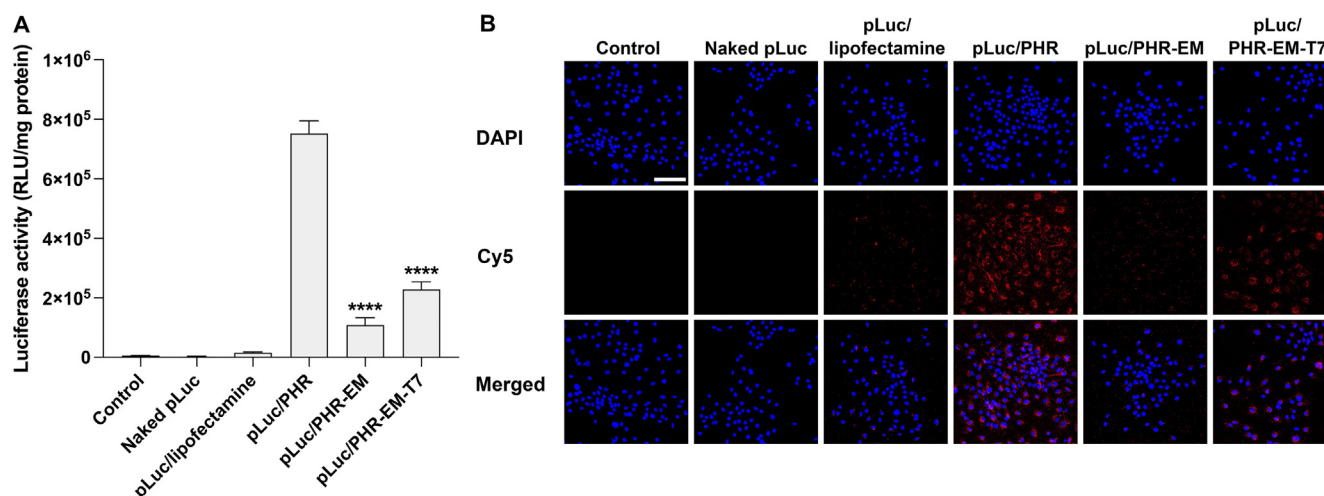 A
Luciferase activity (RLU/mg protein)
1×10⁶
8×10⁵
6×10⁵
4×10⁵
2×10⁵
0
****
****
Control
Naked pLuc
pLuc/lipofectamine
pLuc/PHR
pLuc/PHR-EM
pLuc/PHR-EM-T7
B
Control
Naked pLuc
pLuc/
lipofectamine
pLuc/PHR
pLuc/PHR-EM
pLuc/
PHR-EM-T7
DAPI
Cy5
Merged